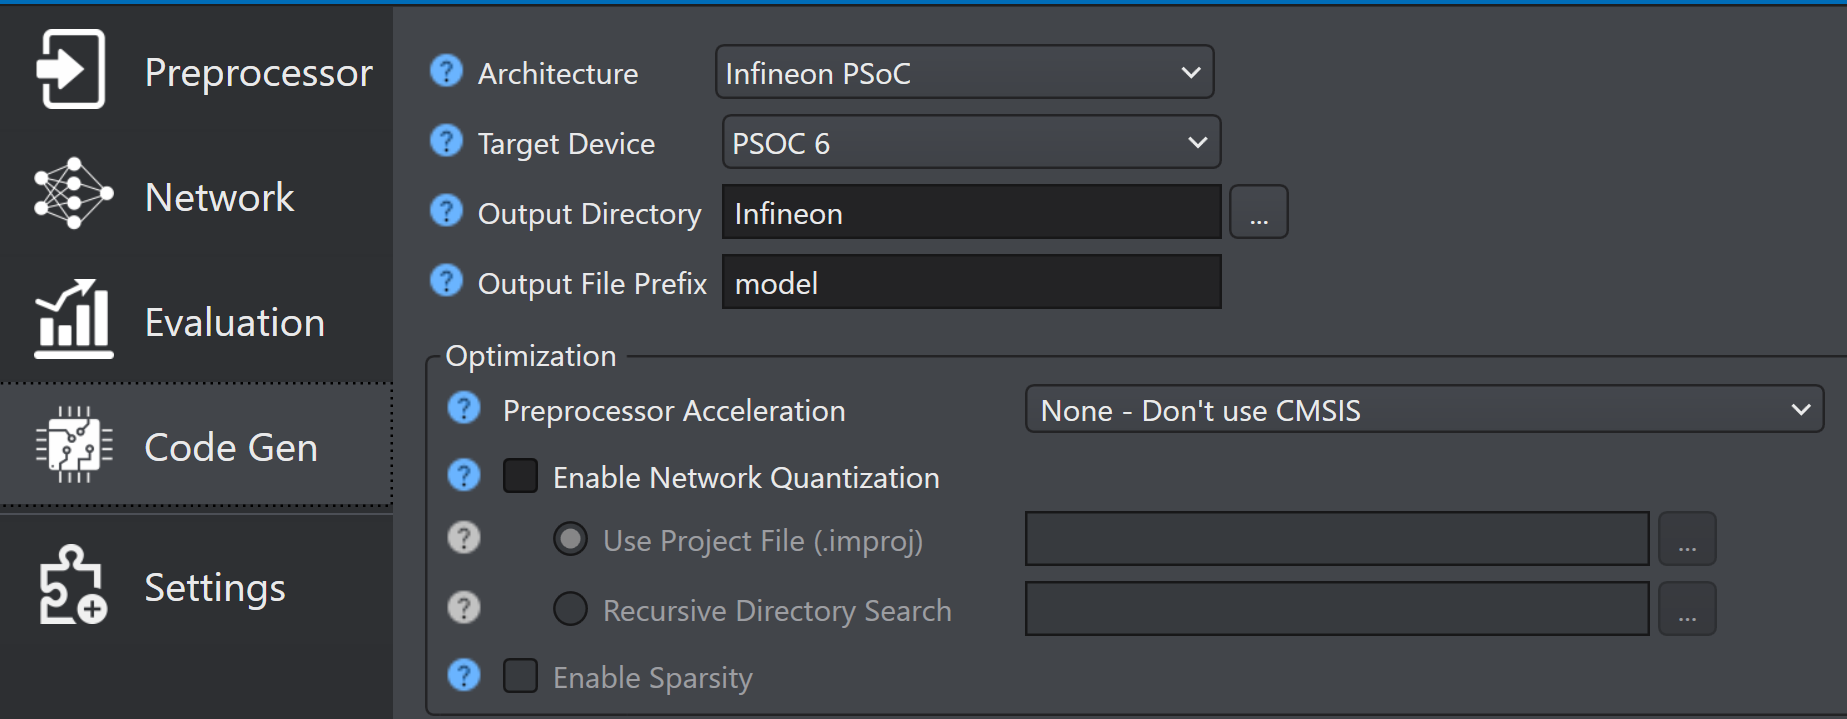 Preprocessor
Network
Evaluation
Code Gen
Settings
? Architecture Infineon PSoC
? Target Device PSOC 6
? Output Directory Infineon ...
? Output File Prefix model
Optimization
? Preprocessor Acceleration None - Don't use CMSIS
? Enable Network Quantization
? Use Project File (.improj) ...
? Recursive Directory Search ...
? Enable Sparsity